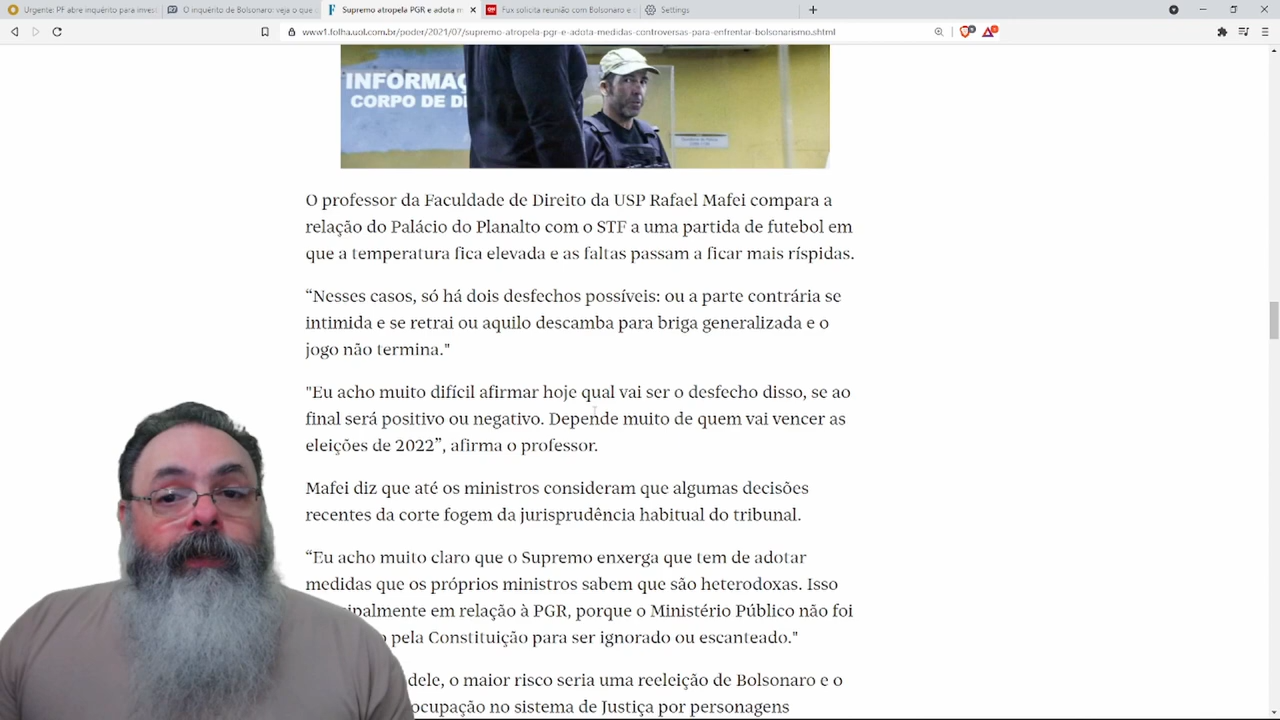 Urgente: PF abre inquérito para inves
O inquérito de Bolsonaro: veja o que
Supremo atropela PGR e adota m
Fux solicita reunião com Bolsonaro e
Settings
www1.folha.uol.com.br/poder/2021/07/supremo-atropela-pgr-e-adota-medidas-controversas-para-enfrentar-bolsonarismo.shtml
INFORMAÇ
CORPO DE DE
O professor da Faculdade de Direito da USP Rafael Mafei compara a
relação do Palácio do Planalto com o STF a uma partida de futebol em
que a temperatura fica elevada e as faltas passam a ficar mais ríspidas.
“Nesses casos, só há dois desfechos possíveis: ou a parte contrária se
intimida e se retrai ou aquilo descamba para briga generalizada e o
jogo não termina."
"Eu acho muito difícil afirmar hoje qual vai ser o desfecho disso, se ao
final será positivo ou negativo. Depende muito de quem vai vencer as
eleições de 2022”, afirma o professor.
Mafei diz que até os ministros consideram que algumas decisões
recentes da corte fogem da jurisprudência habitual do tribunal.
“Eu acho muito claro que o Supremo enxerga que tem de adotar
medidas que os próprios ministros sabem que são heterodoxas. Isso
ipalmente em relação à PGR, porque o Ministério Público não foi
pela Constituição para ser ignorado ou escanteado."
dele, o maior risco seria uma reeleição de Bolsonaro e o
ocupação no sistema de Justiça por personagens